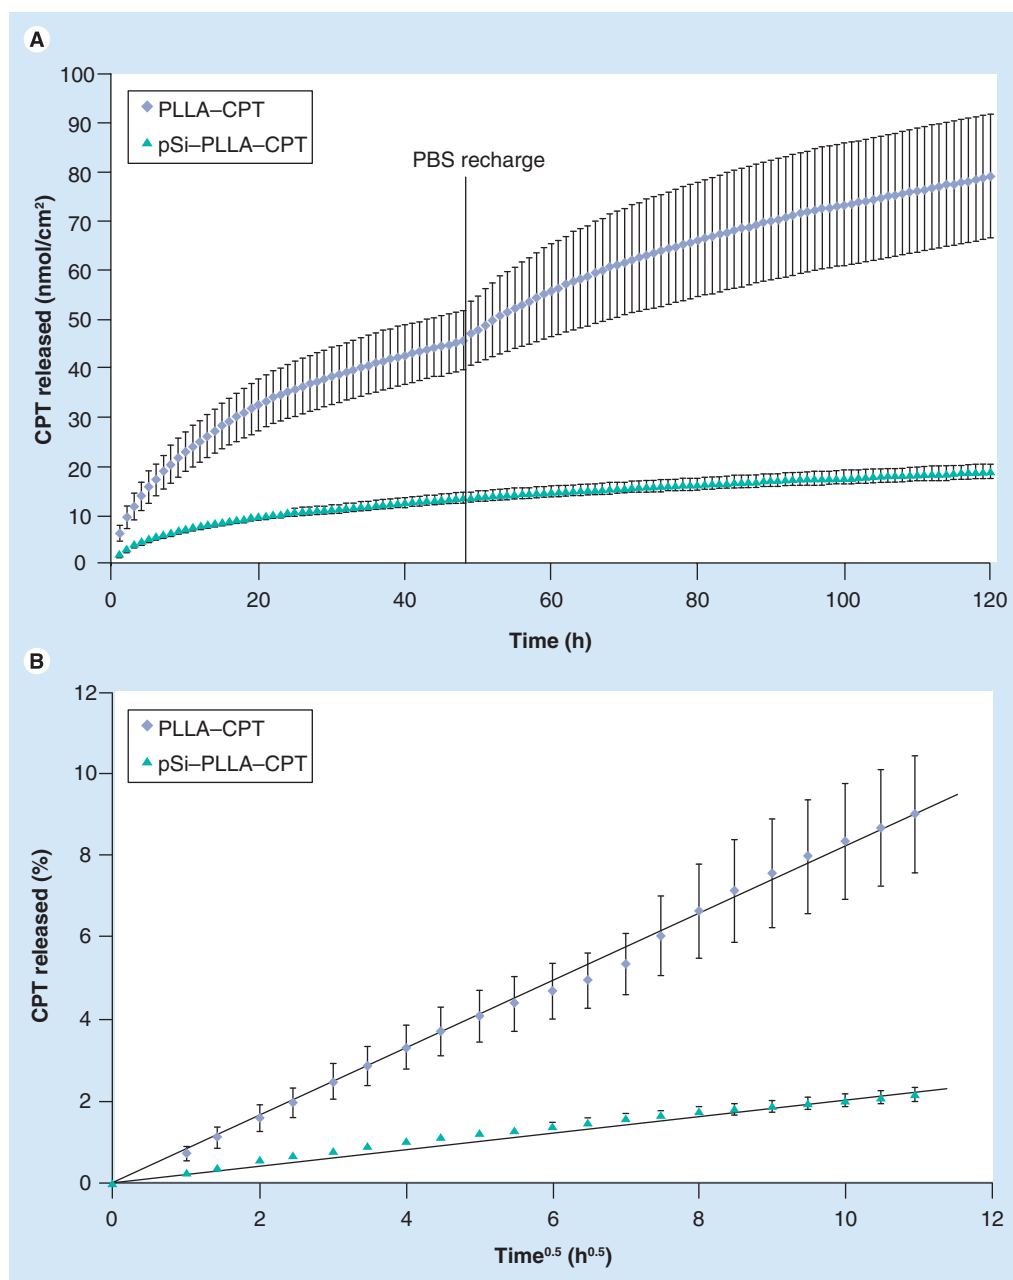 A
CPT released (nmol/cm²)
100
90
80
70
60
50
40
30
20
10
0
PLLA–CPT
pSi–PLLA–CPT
PBS recharge
0 20 40 60 80 100 120
Time (h)
B
CPT released (%)
12
10
8
6
4
2
0
PLLA–CPT
pSi–PLLA–CPT
0 2 4 6 8 10 12
Time⁰·⁵ (h⁰·⁵)